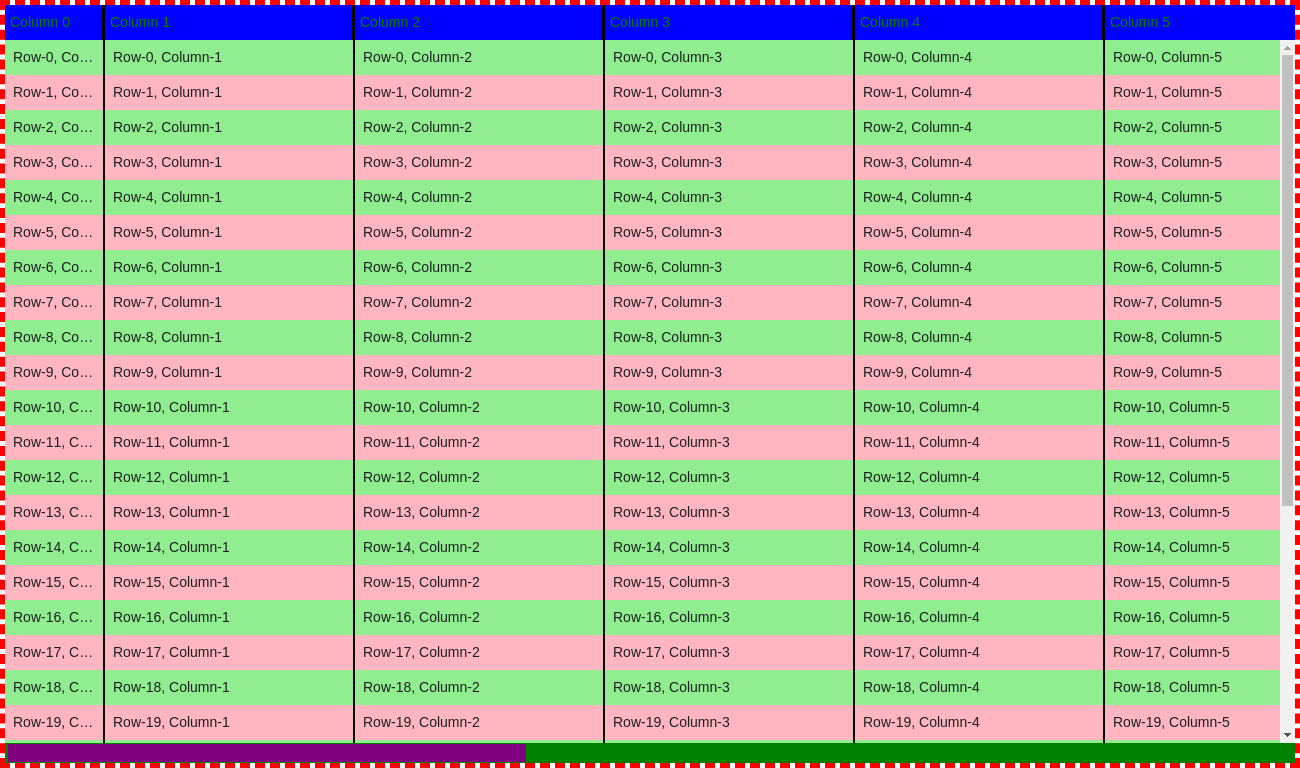 Column 0 Column 1 Column 2 Column 3 Column 4 Column 5
Row-0, Co... Row-0, Column-1 Row-0, Column-2 Row-0, Column-3 Row-0, Column-4 Row-0, Column-5
Row-1, Co... Row-1, Column-1 Row-1, Column-2 Row-1, Column-3 Row-1, Column-4 Row-1, Column-5
Row-2, Co... Row-2, Column-1 Row-2, Column-2 Row-2, Column-3 Row-2, Column-4 Row-2, Column-5
Row-3, Co... Row-3, Column-1 Row-3, Column-2 Row-3, Column-3 Row-3, Column-4 Row-3, Column-5
Row-4, Co... Row-4, Column-1 Row-4, Column-2 Row-4, Column-3 Row-4, Column-4 Row-4, Column-5
Row-5, Co... Row-5, Column-1 Row-5, Column-2 Row-5, Column-3 Row-5, Column-4 Row-5, Column-5
Row-6, Co... Row-6, Column-1 Row-6, Column-2 Row-6, Column-3 Row-6, Column-4 Row-6, Column-5
Row-7, Co... Row-7, Column-1 Row-7, Column-2 Row-7, Column-3 Row-7, Column-4 Row-7, Column-5
Row-8, Co... Row-8, Column-1 Row-8, Column-2 Row-8, Column-3 Row-8, Column-4 Row-8, Column-5
Row-9, Co... Row-9, Column-1 Row-9, Column-2 Row-9, Column-3 Row-9, Column-4 Row-9, Column-5
Row-10, C... Row-10, Column-1 Row-10, Column-2 Row-10, Column-3 Row-10, Column-4 Row-10, Column-5
Row-11, C... Row-11, Column-1 Row-11, Column-2 Row-11, Column-3 Row-11, Column-4 Row-11, Column-5
Row-12, C... Row-12, Column-1 Row-12, Column-2 Row-12, Column-3 Row-12, Column-4 Row-12, Column-5
Row-13, C... Row-13, Column-1 Row-13, Column-2 Row-13, Column-3 Row-13, Column-4 Row-13, Column-5
Row-14, C... Row-14, Column-1 Row-14, Column-2 Row-14, Column-3 Row-14, Column-4 Row-14, Column-5
Row-15, C... Row-15, Column-1 Row-15, Column-2 Row-15, Column-3 Row-15, Column-4 Row-15, Column-5
Row-16, C... Row-16, Column-1 Row-16, Column-2 Row-16, Column-3 Row-16, Column-4 Row-16, Column-5
Row-17, C... Row-17, Column-1 Row-17, Column-2 Row-17, Column-3 Row-17, Column-4 Row-17, Column-5
Row-18, C... Row-18, Column-1 Row-18, Column-2 Row-18, Column-3 Row-18, Column-4 Row-18, Column-5
Row-19, C... Row-19, Column-1 Row-19, Column-2 Row-19, Column-3 Row-19, Column-4 Row-19, Column-5